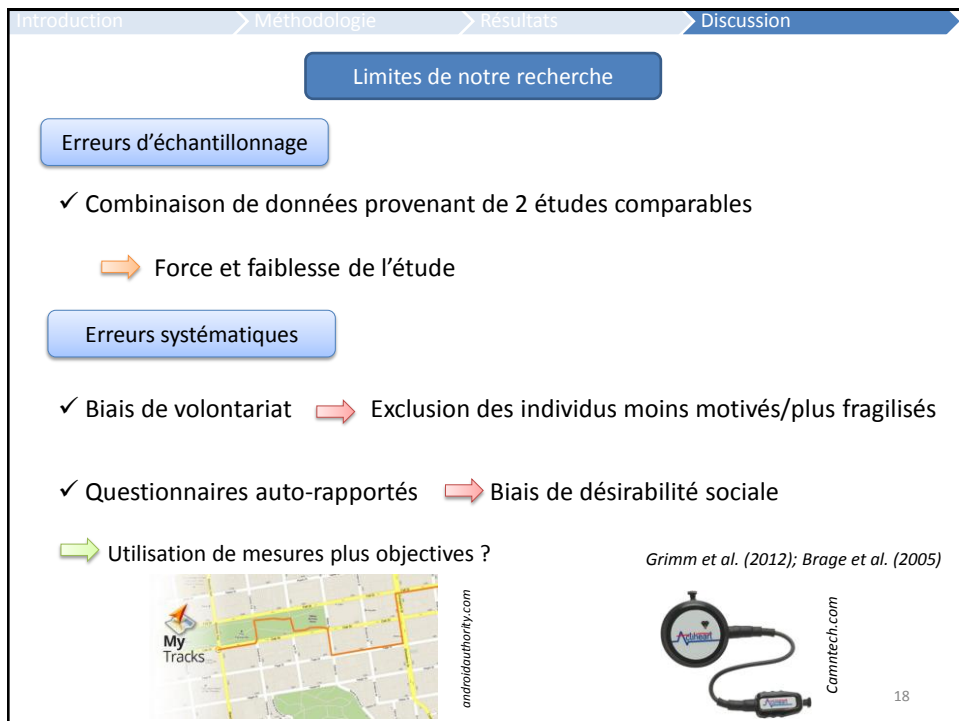 Introduction Méthodologie Résultats Discussion
Limites de notre recherche
Erreurs d'échantillonnage
✓ Combinaison de données provenant de 2 études comparables
Force et faiblesse de l'étude
Erreurs systématiques
✓ Biais de volontariat Exclusion des individus moins motivés/plus fragilisés
✓ Questionnaires auto-rapportés Biais de désirabilité sociale
Utilisation de mesures plus objectives ?
Grimm et al. (2012); Brage et al. (2005)
My
Tracks
androidauthority.com
Actiheart
Camntech.com
18